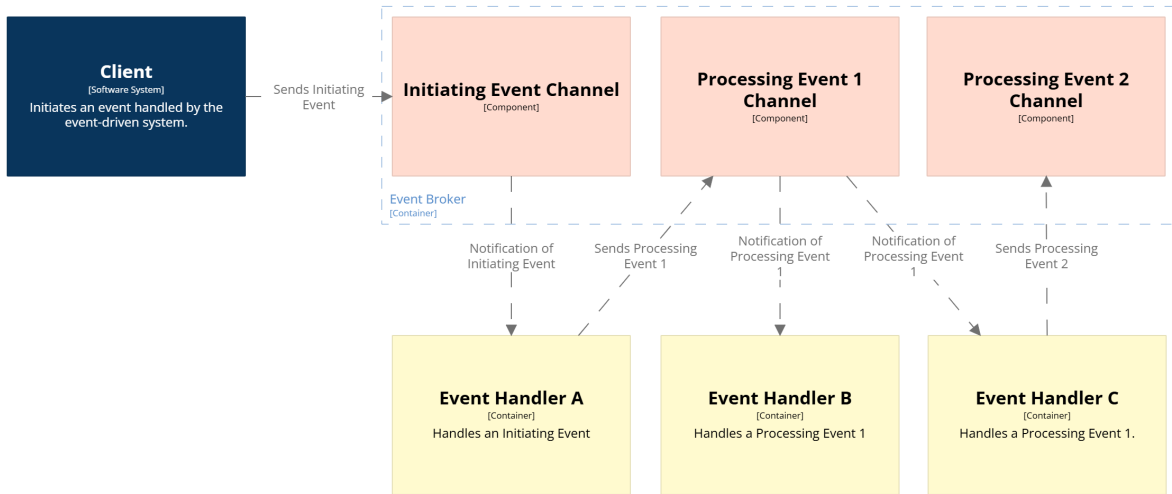 Client
[Software System]
Initiates an event handled by the
event-driven system.
Sends Initiating
Event
Initiating Event Channel
[Component]
Processing Event 1
Channel
[Component]
Processing Event 2
Channel
[Component]
Event Broker
[Container]
Notification of
Initiating Event
Sends Processing
Event 1
Notification of
Processing Event
1
Notification of
Processing Event
1
Sends Processing
Event 2
Event Handler A
[Container]
Handles an Initiating Event
Event Handler B
[Container]
Handles a Processing Event 1
Event Handler C
[Container]
Handles a Processing Event 1.